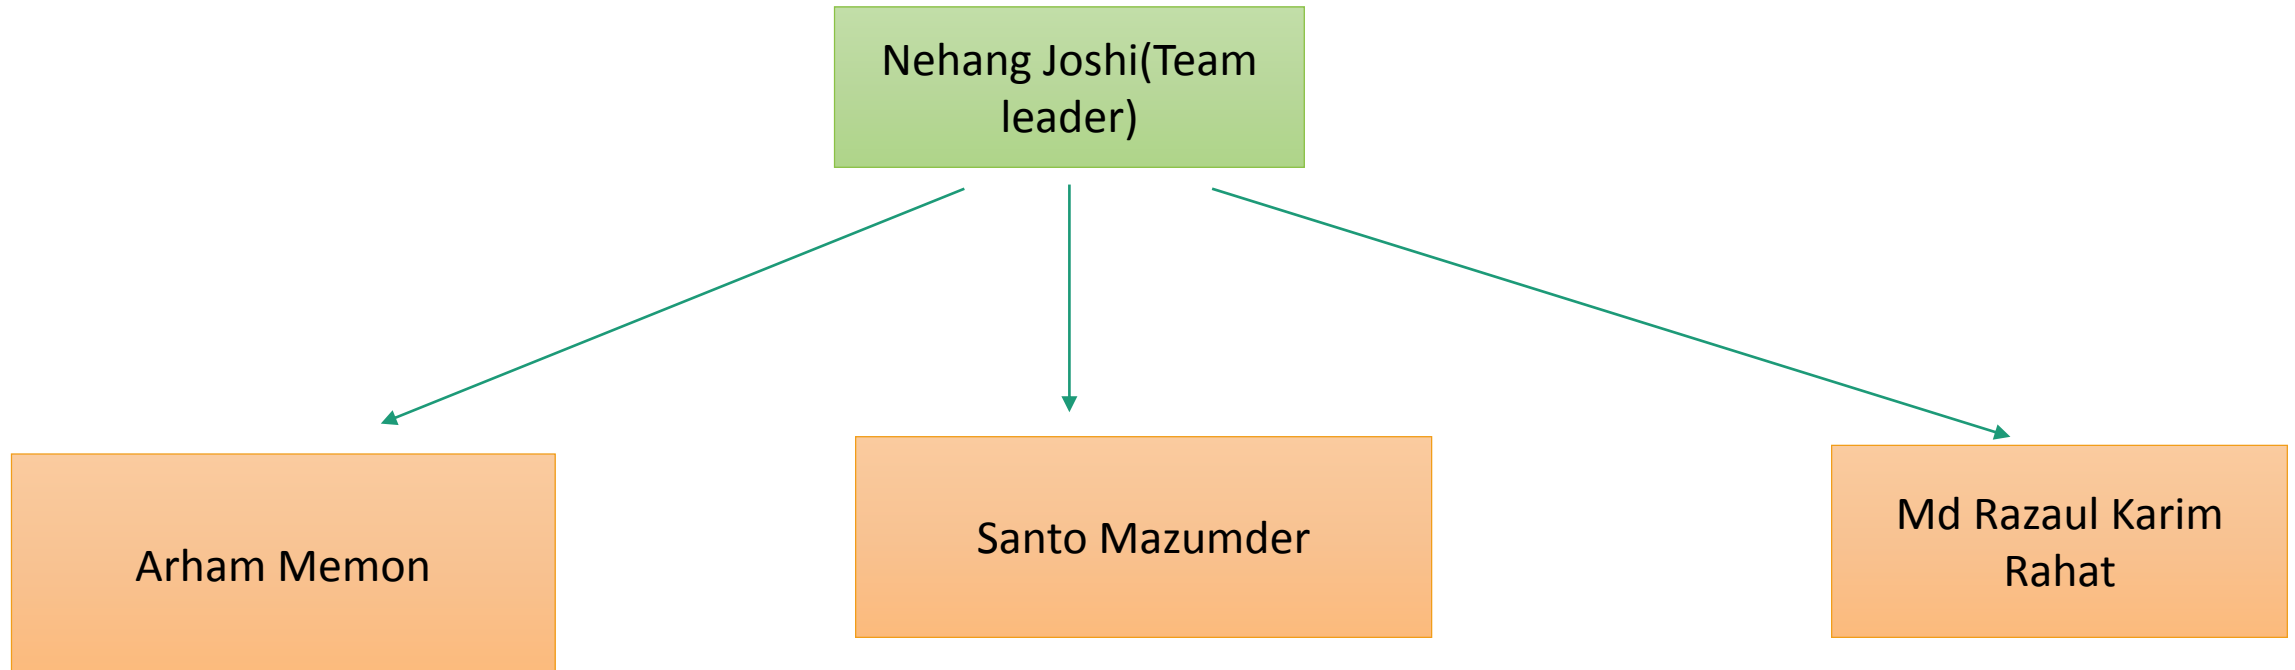 Nehang Joshi(Team
leader)
Arham Memon
Santo Mazumder
Md Razaul Karim
Rahat